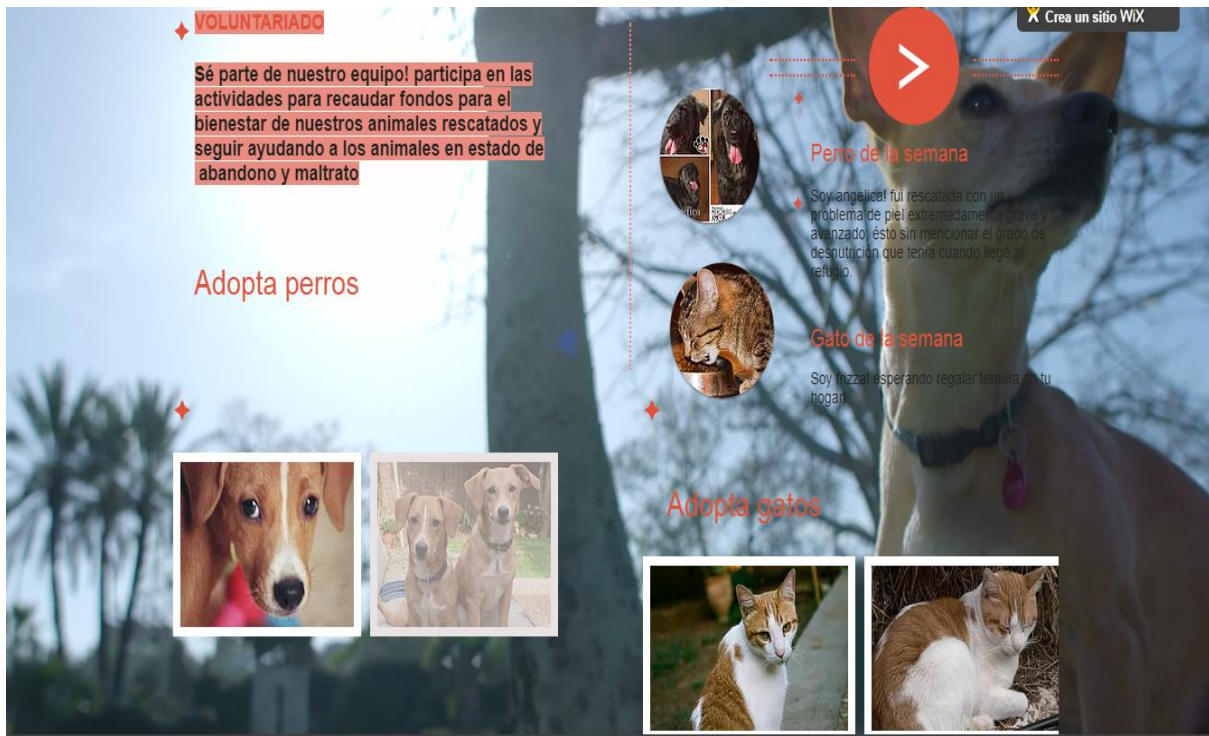 VOLUNTARIADO
Sé parte de nuestro equipo! participa en las
actividades para recaudar fondos para el
bienestar de nuestros animales rescatados y
seguir ayudando a los animales en estado de
abandono y maltrato
Adopta perros
Crea un sitio WiX
Perro de la semana
Soy angelica! fui rescatada con un
problema de piel extremadamente grave y
avanzado, ésto sin mencionar el grado de
desnutrición que tenía cuando llegé al
refugio.
Gato de la semana
Soy frizza! esperando regalar ternura en tu
hogar!
Adopta gatos